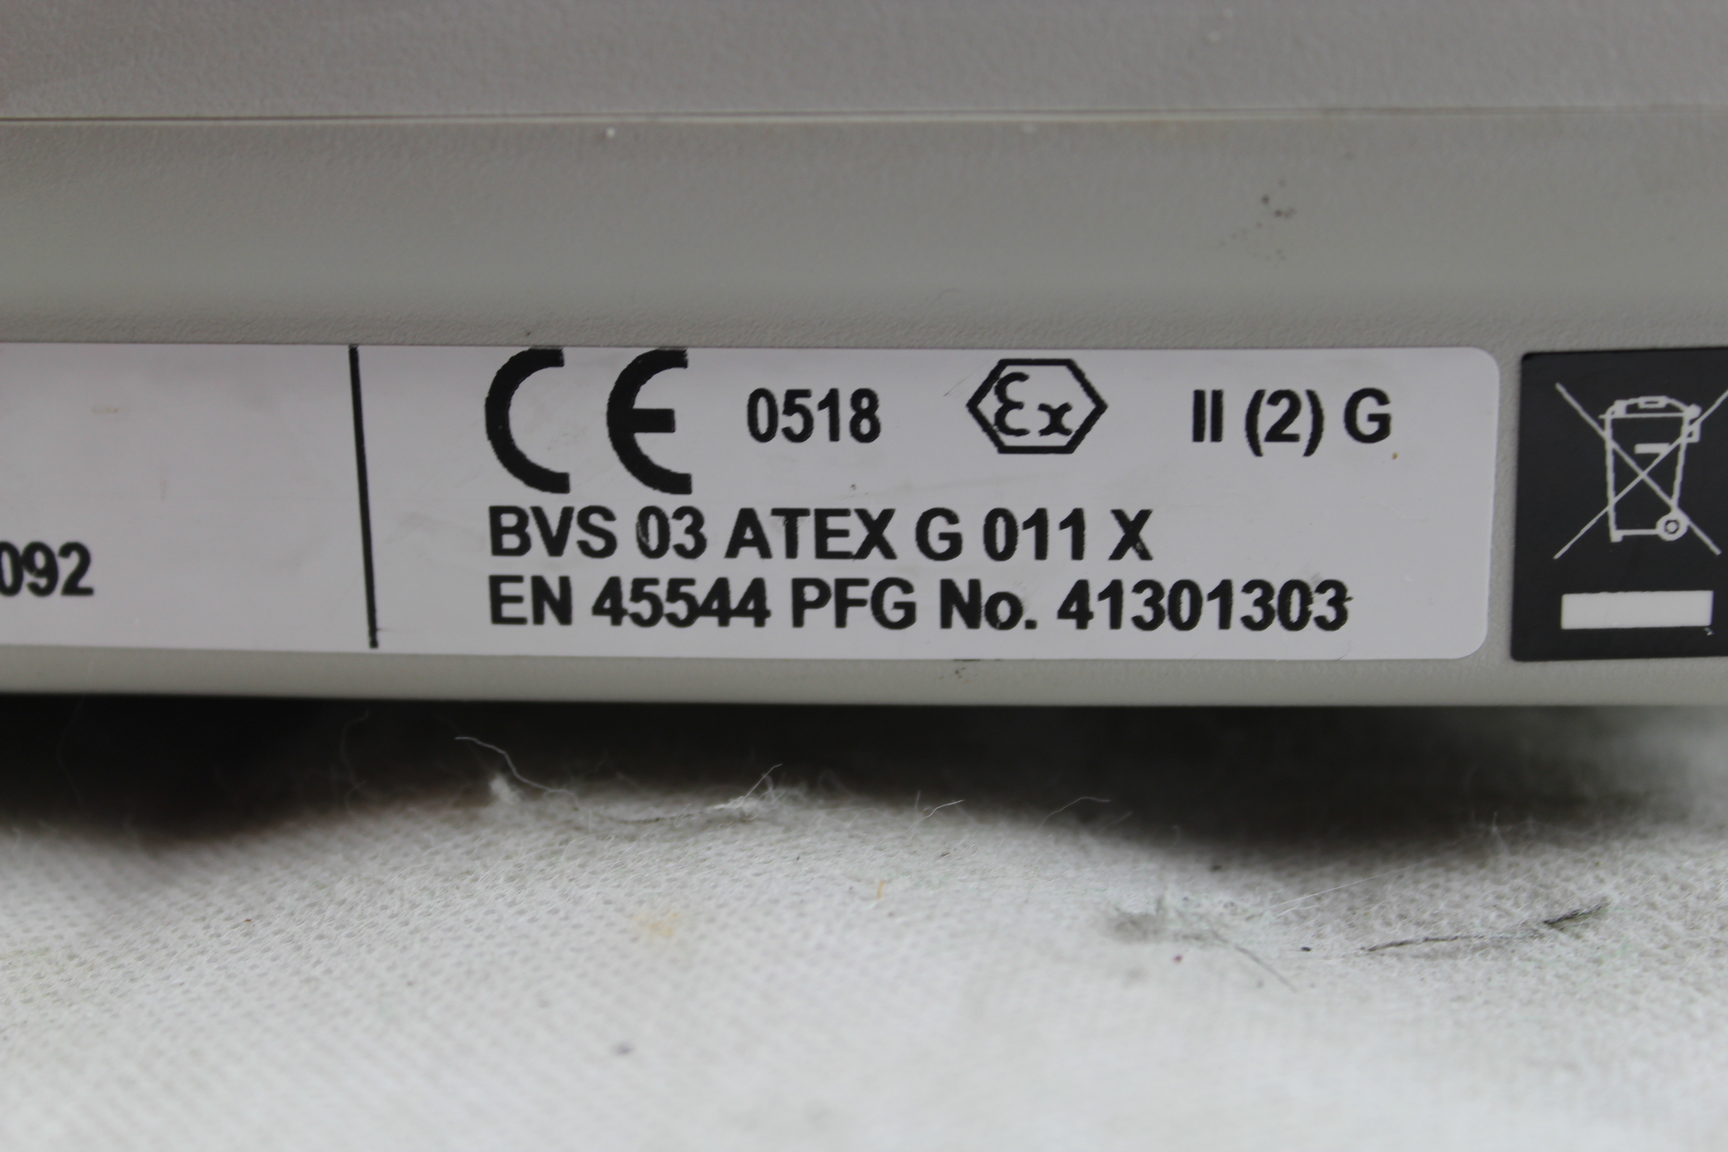 CE 0518 Ex II (2) G
BVS 03 ATEX G 011 X
092
EN 45544 PFG No. 41301303